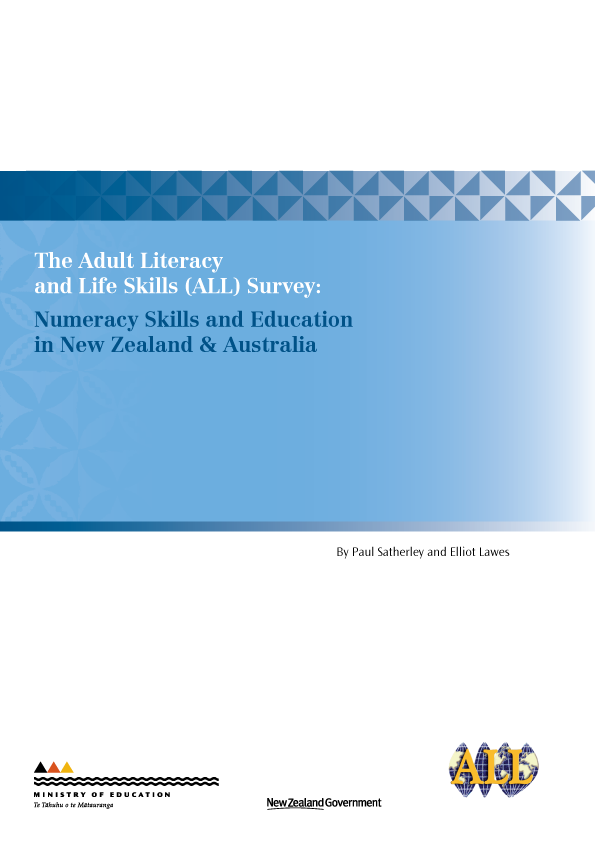 The Adult Literacy
and Life Skills (ALL) Survey:
Numeracy Skills and Education
in New Zealand & Australia
By Paul Satherley and Elliot Lawes
ALL
MINISTRY OF EDUCATION
Te Tāhuhu o te Mātauranga
New Zealand Government